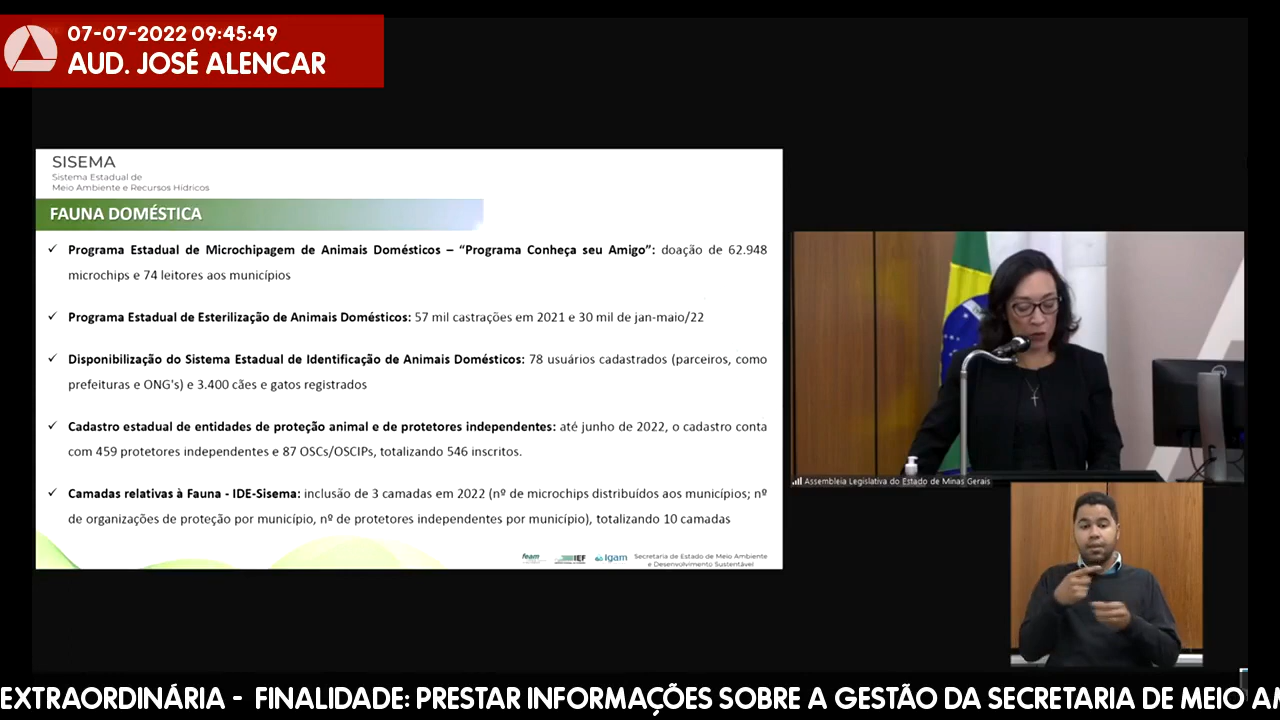 07-07-2022 09:45:49
AUD. JOSÉ ALENCAR
SISEMA
Sistema Estadual de
Meio Ambiente e Recursos Hídricos
FAUNA DOMÉSTICA
✓ Programa Estadual de Microchipagem de Animais Domésticos – “Programa Conheça seu Amigo”: doação de 62.948
microchips e 74 leitores aos municípios
✓ Programa Estadual de Esterilização de Animais Domésticos: 57 mil castrações em 2021 e 30 mil de jan-maio/22
✓ Disponibilização do Sistema Estadual de Identificação de Animais Domésticos: 78 usuários cadastrados (parceiros, como
prefeituras e ONG's) e 3.400 cães e gatos registrados
✓ Cadastro estadual de entidades de proteção animal e de protetores independentes: até junho de 2022, o cadastro conta
com 459 protetores independentes e 87 OSCs/OSCIPs, totalizando 546 inscritos.
✓ Camadas relativas à Fauna - IDE-Sisema: inclusão de 3 camadas em 2022 (nº de microchips distribuídos aos municípios; nº
de organizações de proteção por município, nº de protetores independentes por município), totalizando 10 camadas
feam
IEF
Igam
Secretaria de Estado de Meio Ambiente
e Desenvolvimento Sustentável
Assembleia Legislativa do Estado de Minas Gerais
EXTRAORDINÁRIA - FINALIDADE: PRESTAR INFORMAÇÕES SOBRE A GESTÃO DA SECRETARIA DE MEIO AM